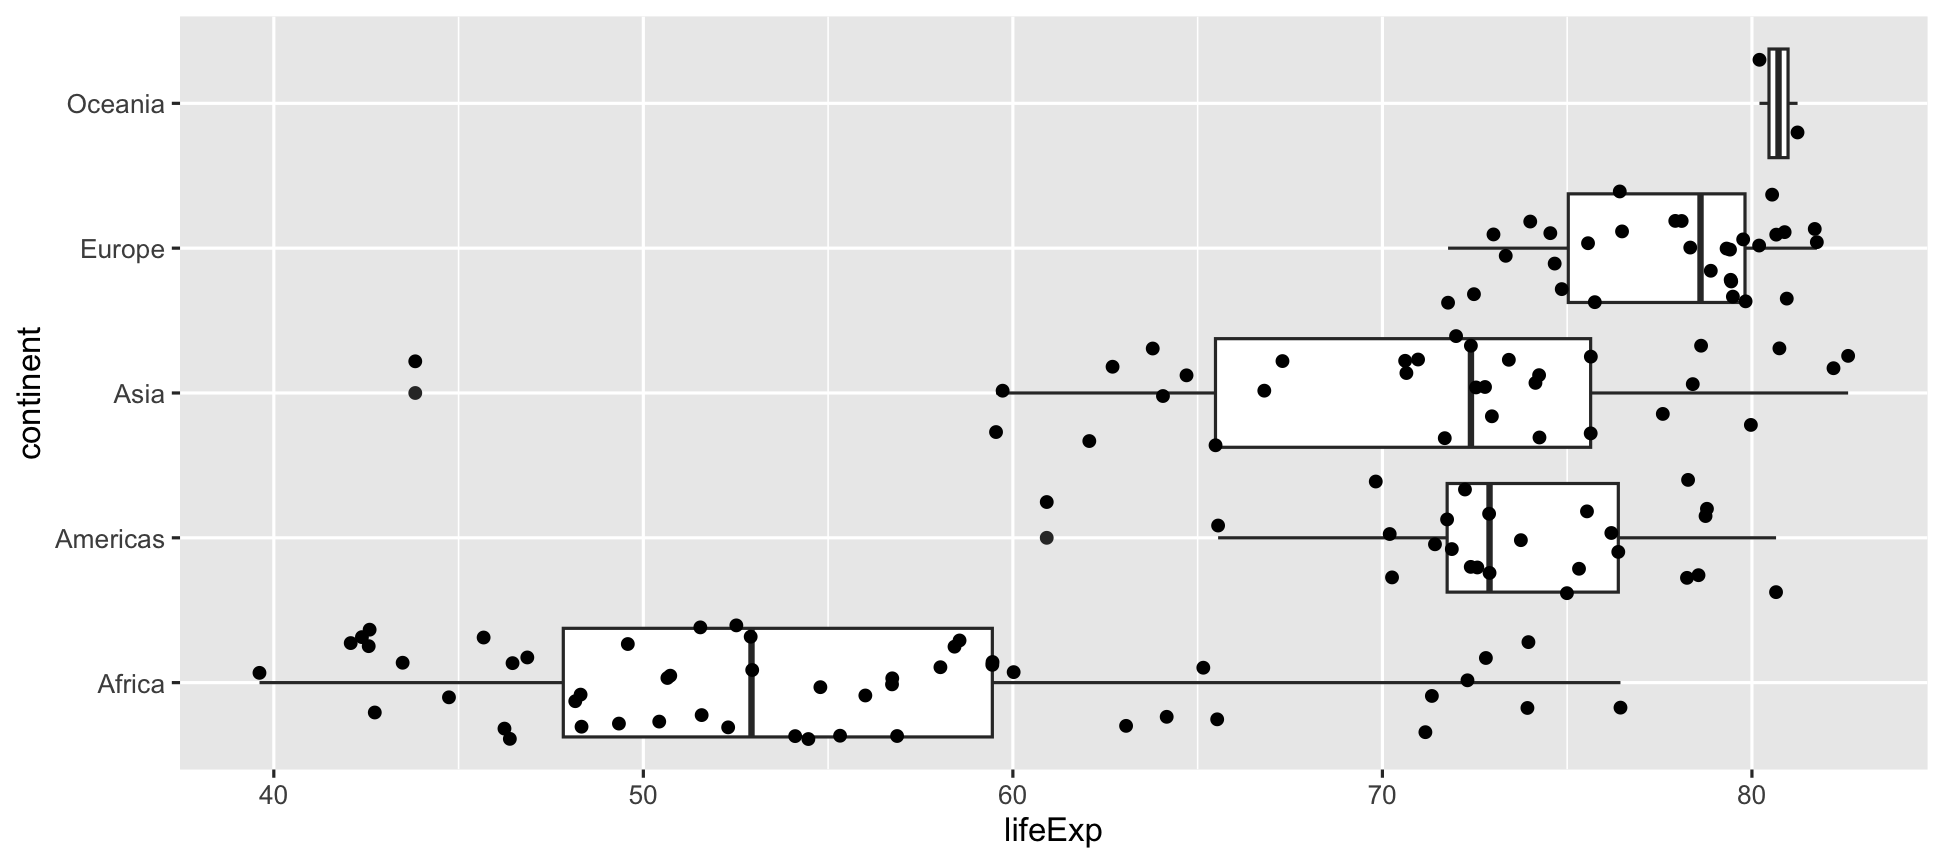 Oceania
Europe
Asia
Americas
Africa
continent
40 50 60 70 80
lifeExp